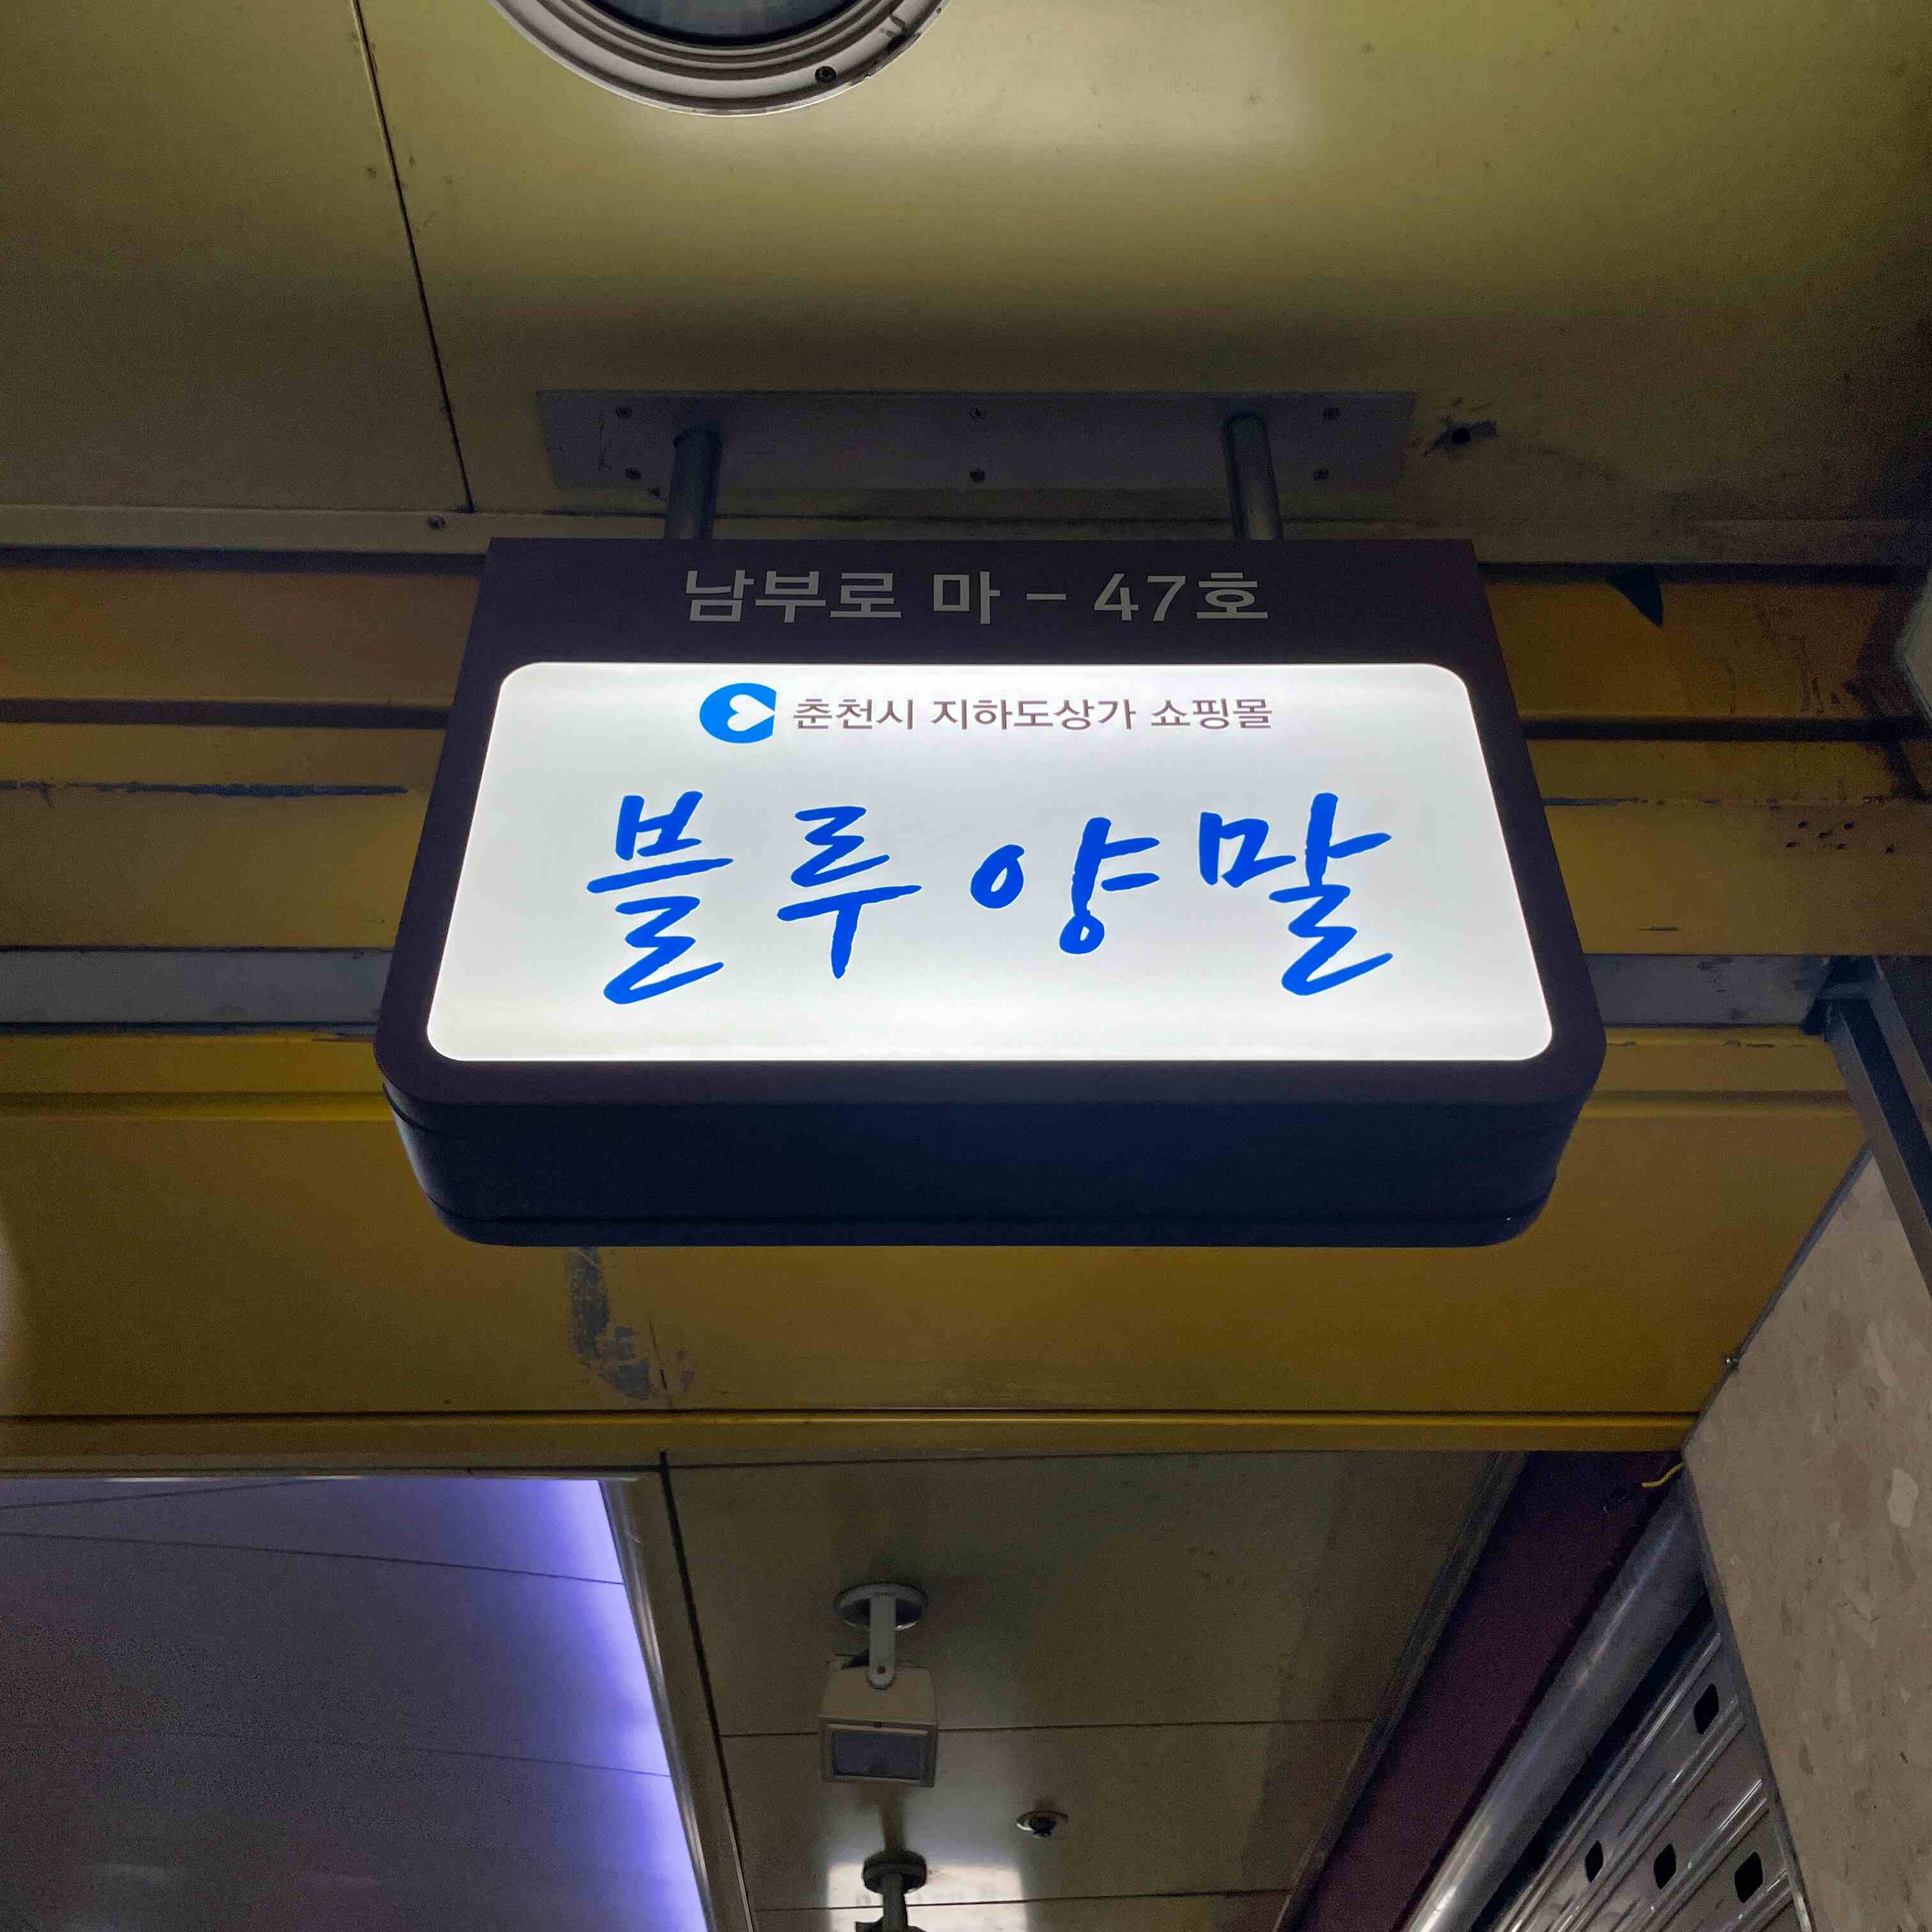 남부로 마 - 47호
춘천시 지하도상가 쇼핑몰
블루양말